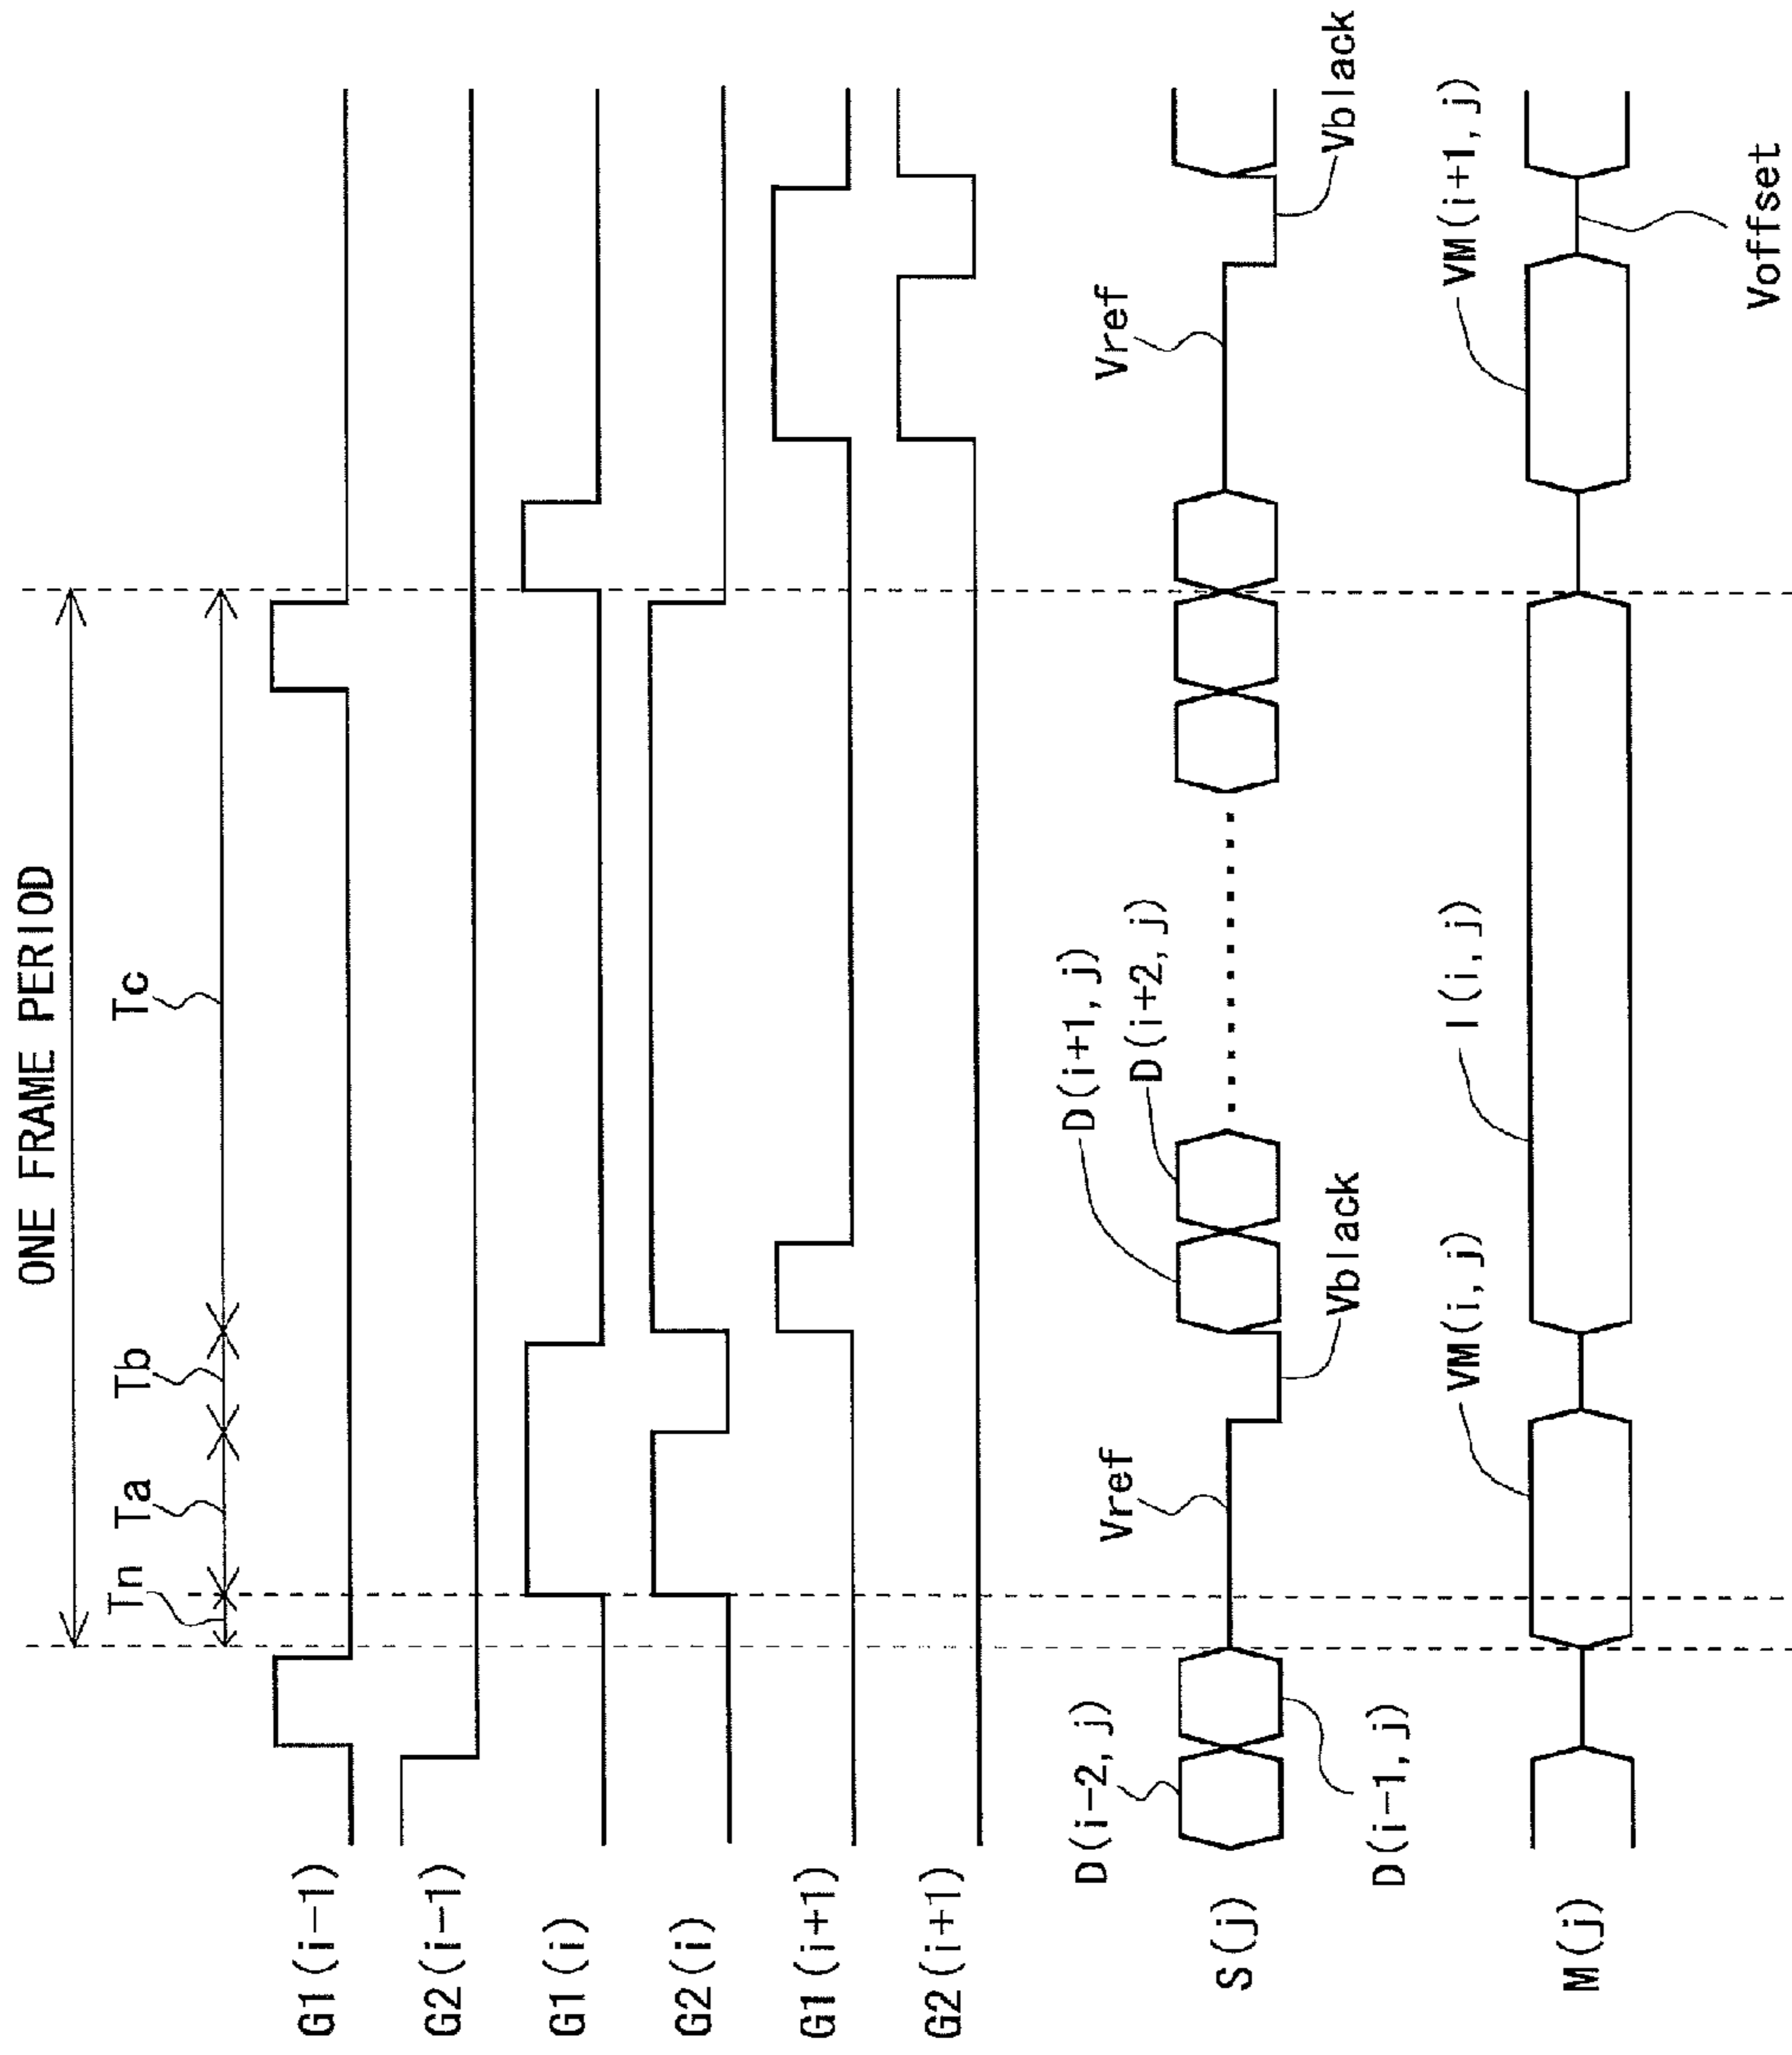 ONE FRAME PERIOD
Tn
Ta
Tb
Tc
G1(i-1)
G2(i-1)
G1(i)
G2(i)
G1(i+1)
G2(i+1)
D(i-2, j)
Vref
D(i+1, j)
D(i+2, j)
Vref
S(j)
D(i-1, j)
Vblack
Vblack
VM(i, j)
I(i, j)
VM(i+1, j)
M(j)
Voffset